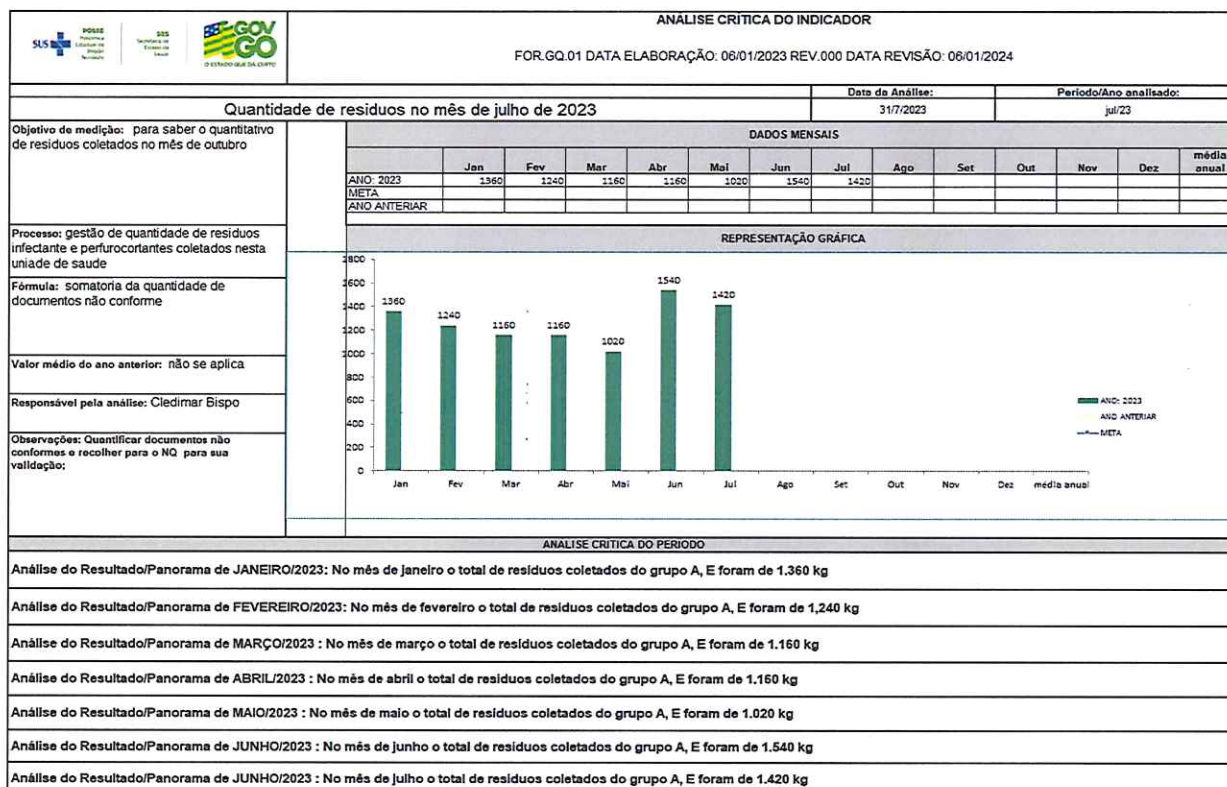 SUS
POSSE
SES
Secretaria de
Estado da
Saúde
GOV
GO
O ESTADO QUE DÁ CERTO
ANÁLISE CRÍTICA DO INDICADOR
FOR.GQ.01 DATA ELABORAÇÃO: 06/01/2023 REV.000 DATA REVISÃO: 06/01/2024
Data da Análise:
Período/Ano analisado:
Quantidade de residuos no mês de julho de 2023
31/7/2023
jul/23
Objetivo de medição: para saber o quantitativo
de residuos coletados no mês de outubro
DADOS MENSAIS
Jan Fev Mar Abr Mai Jun Jul Ago Set Out Nov Dez média anual
ANO: 2023 1360 1240 1160 1160 1020 1540 1420
META
ANO ANTERIAR
Processo: gestão de quantidade de residuos
infectante e perfurocortantes coletados nesta
uniade de saude
REPRESENTAÇÃO GRÁFICA
Fórmula: somatoria da quantidade de
documentos não conforme
Valor médio do ano anterior: não se aplica
Responsável pela análise: Cledimar Bispo
Observações: Quantificar documentos não
conformes e recolher para o NQ para sua
validação;
1800
1600
1400
1200
1000
800
600
400
200
0
1360 1240 1160 1160 1020 1540 1420
Jan Fev Mar Abr Mai Jun Jul Ago Set Out Nov Dez média anual
ANO: 2023
ANO ANTERIAR
META
ANALISE CRITICA DO PERIODO
Análise do Resultado/Panorama de JANEIRO/2023: No mês de janeiro o total de residuos coletados do grupo A, E foram de 1.360 kg
Análise do Resultado/Panorama de FEVEREIRO/2023: No mês de fevereiro o total de residuos coletados do grupo A, E foram de 1,240 kg
Análise do Resultado/Panorama de MARÇO/2023 : No mês de março o total de residuos coletados do grupo A, E foram de 1.160 kg
Análise do Resultado/Panorama de ABRIL/2023 : No mês de abril o total de residuos coletados do grupo A, E foram de 1.160 kg
Análise do Resultado/Panorama de MAIO/2023 : No mês de maio o total de residuos coletados do grupo A, E foram de 1.020 kg
Análise do Resultado/Panorama de JUNHO/2023 : No mês de junho o total de residuos coletados do grupo A, E foram de 1.540 kg
Análise do Resultado/Panorama de JUNHO/2023 : No mês de julho o total de residuos coletados do grupo A, E foram de 1.420 kg